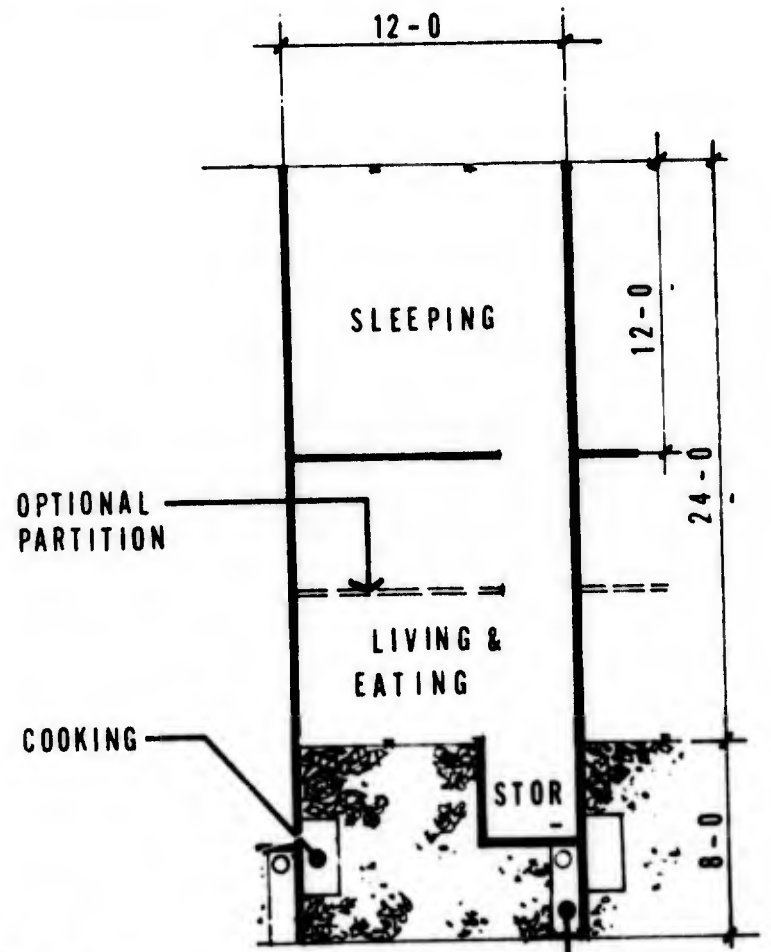 12-0
SLEEPING
12-0
24-0
OPTIONAL
PARTITION
LIVING &
EATING
COOKING
STOR
8-0